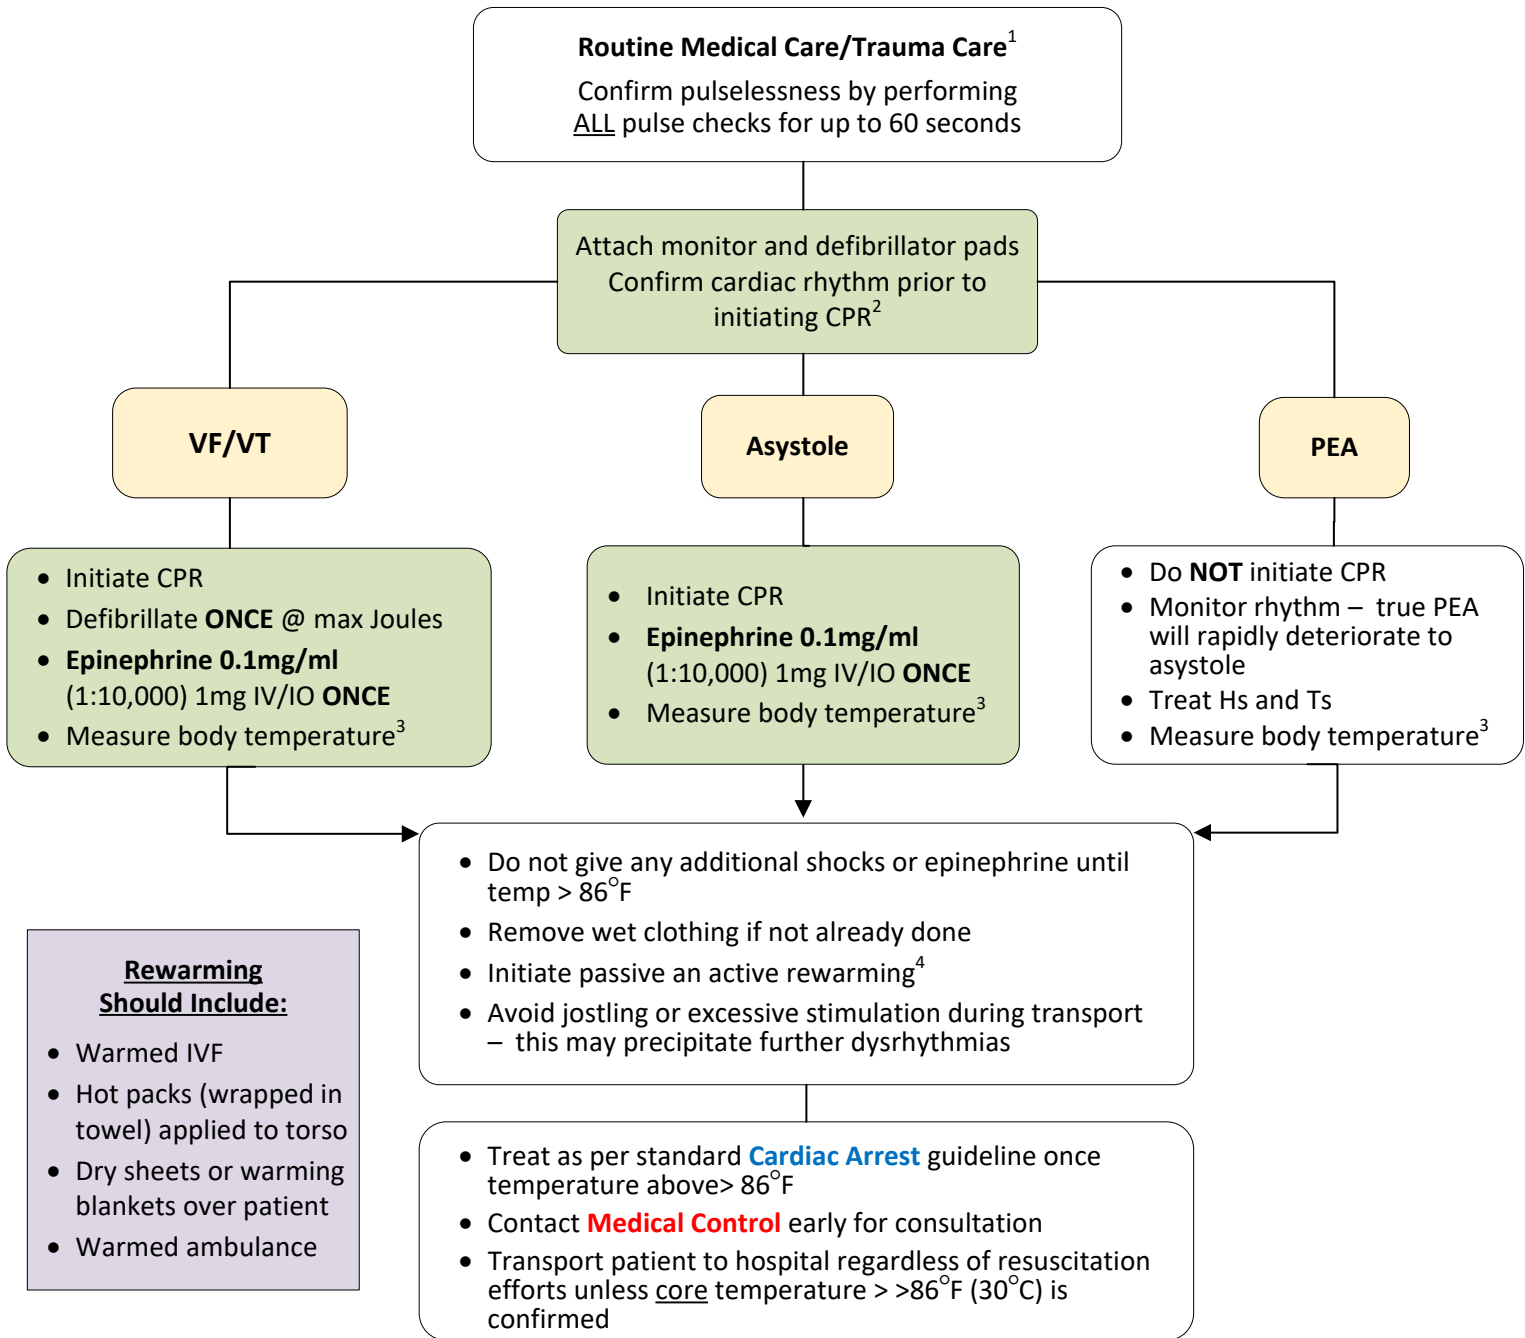 Routine Medical Care/Trauma Care1
Confirm pulselessness by performing
ALL pulse checks for up to 60 seconds
Attach monitor and defibrillator pads
Confirm cardiac rhythm prior to
initiating CPR2
VF/VT
Asystole
PEA
• Initiate CPR
• Defibrillate ONCE @ max Joules
• Epinephrine 0.1mg/ml
(1:10,000) 1mg IV/IO ONCE
• Measure body temperature3
• Initiate CPR
• Epinephrine 0.1mg/ml
(1:10,000) 1mg IV/IO ONCE
• Measure body temperature3
• Do NOT initiate CPR
• Monitor rhythm – true PEA
will rapidly deteriorate to
asystole
• Treat Hs and Ts
• Measure body temperature3
• Do not give any additional shocks or epinephrine until
temp > 86°F
• Remove wet clothing if not already done
• Initiate passive an active rewarming4
• Avoid jostling or excessive stimulation during transport
– this may precipitate further dysrhythmias
Rewarming
Should Include:
• Warmed IVF
• Hot packs (wrapped in
towel) applied to torso
• Dry sheets or warming
blankets over patient
• Warmed ambulance
• Treat as per standard Cardiac Arrest guideline once
temperature above> 86°F
• Contact Medical Control early for consultation
• Transport patient to hospital regardless of resuscitation
efforts unless core temperature > >86°F (30°C) is
confirmed